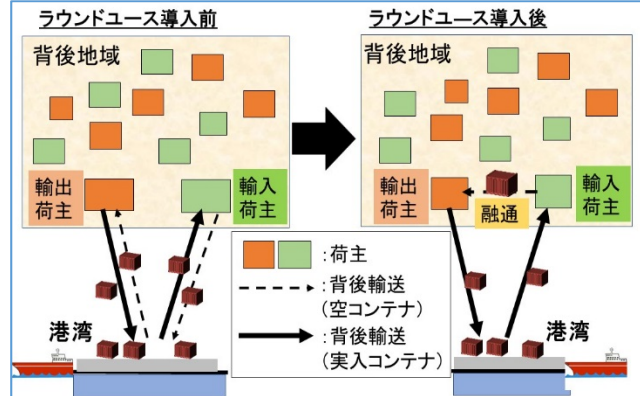 ラウンドユース導入前
背後地域
輸出
荷主
輸入
荷主
港湾
ラウンドユース導入後
背後地域
輸出
荷主
融通
輸入
荷主
港湾
:荷主
:背後輸送
(空コンテナ)
:背後輸送
(実入コンテナ)